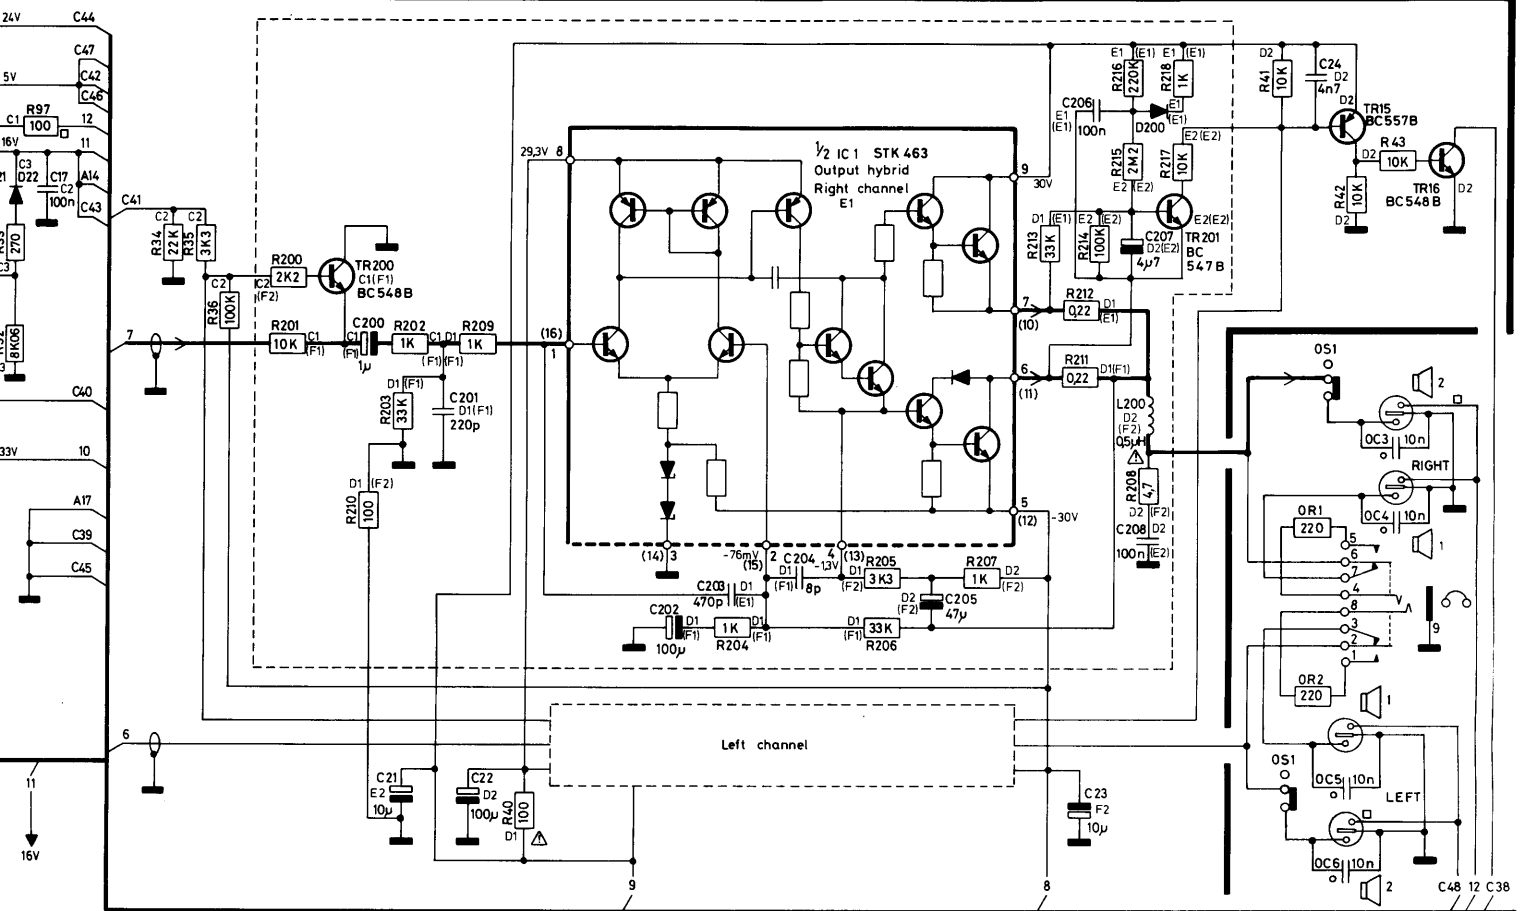 24V
C44
C47
5V
C42
C46
R97
C1
100
12
16V
11
C3
D22
C17
C2
100n
A14
C43
270
C3
8K06
3
7
C40
33V
10
A17
C39
C45
11
16V
6
C41
C2
R34
22K
C2
R35
3K3
C2
R36
100K
R200
2K2
C2
(F2)
TR200
C1(F1)
BC548B
R201
10K
C1
(F1)
C1
(F1)
C200
1µ
R202
1K
C1
(F1)
D1
(F1)
R209
1K
D1(F1)
R203
33K
C201
D1(F1)
220p
D1 (F2)
R210
100
29,3V 8
(16)
1
½ IC1 STK 463
Output hybrid
Right channel
E1
9
30V
7
(10)
6
(11)
5
(12)
-30V
(14) 3
-76mV 2
(15)
4 (13)
-1,3V
C203 D1
470p (E1)
C204
D1
(F1)
8p
C202
100µ
D1
(F1)
1K
R204
D1
(F1)
R205
D1
(F2)
3K3
R207
1K
D2
(F2)
D2
(F2)
C205
47µ
D1
(F1)
33K
R206
C206
E1
(E1)
100n
E1 (E1)
R216
220K
E1 (E1)
R218
1K
D200
E1
(E1)
R215
2M2
E2 (E2)
E2(E2)
R217
10K
D1 (E1)
R213
33K
E2 (E2)
R214
100K
C207
D2(E2)
4µ7
E2(E2)
TR201
BC
547B
R212
0,22
D1
(E1)
R211
0,22
D1(F1)
L200
D2
(F2)
0,5µH
R208
4,7
D2 (F2)
C208
D2
100n (E2)
D2
R41
10K
C24
D2
4n7
D2
TR15
BC557B
D2
R43
10K
R42
10K
D2
TR16
BC548B
D2
OS1
2
OC3 10n
RIGHT
OC4 10n
1
OR1
220
5
6
7
4
8
3
2
1
9
OR2
220
1
OS1
OC5 10n
LEFT
OC6 10n
2
Left channel
C21
E2
10µ
C22
D2
100µ
R40
100
D1
C23
F2
10µ
9
8
C48 12 C38